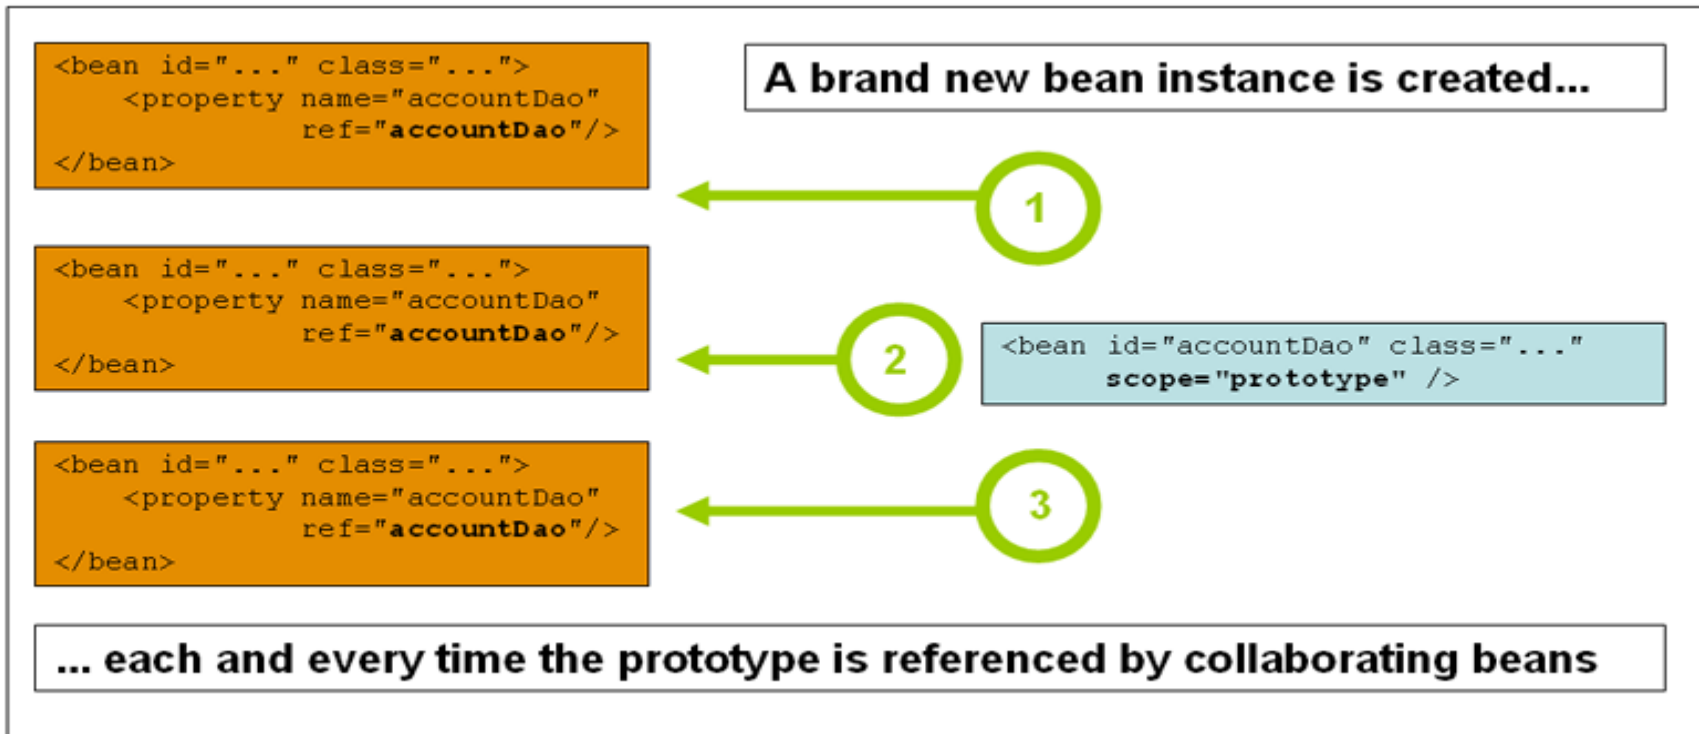 <bean id="..." class="...">
    <property name="accountDao"
              ref="accountDao"/>
</bean>
A brand new bean instance is created...
1
<bean id="..." class="...">
    <property name="accountDao"
              ref="accountDao"/>
</bean>
2
<bean id="accountDao" class="..."
      scope="prototype" />
<bean id="..." class="...">
    <property name="accountDao"
              ref="accountDao"/>
</bean>
3
... each and every time the prototype is referenced by collaborating beans